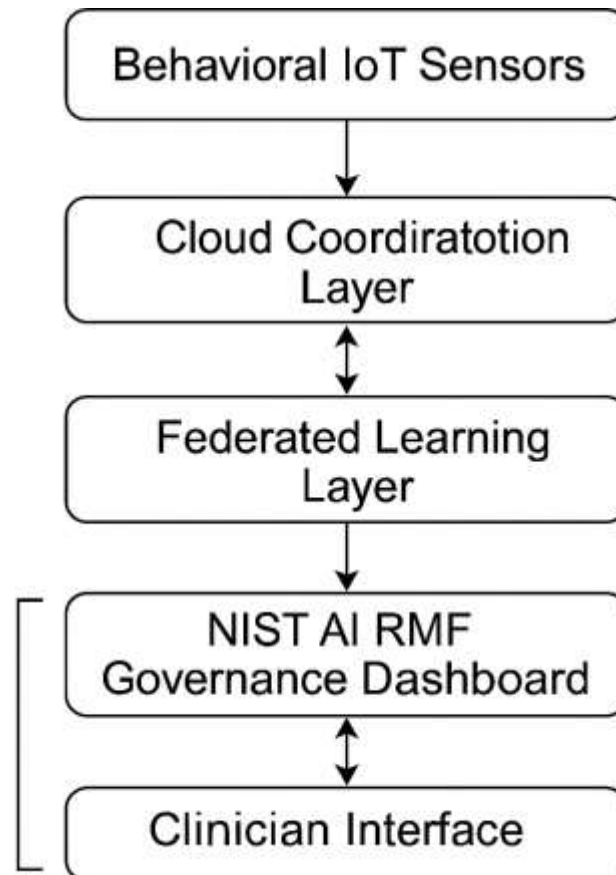 Behavioral IoT Sensors
Cloud Coordiratotion
Layer
Federated Learning
Layer
NIST AI RMF
Governance Dashboard
Clinician Interface